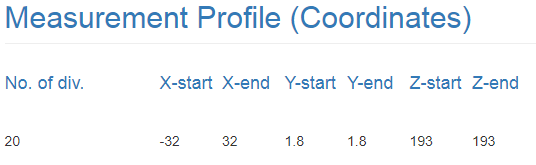 Measurement Profile (Coordinates)
No. of div. X-start X-end Y-start Y-end Z-start Z-end
20 -32 32 1.8 1.8 193 193